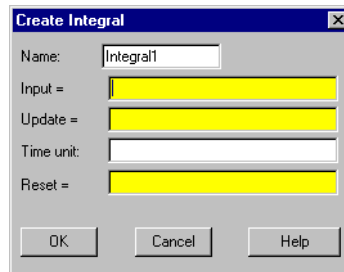 Create Integral
Name: Integral1
Input =
Update =
Time unit:
Reset =
OK Cancel Help